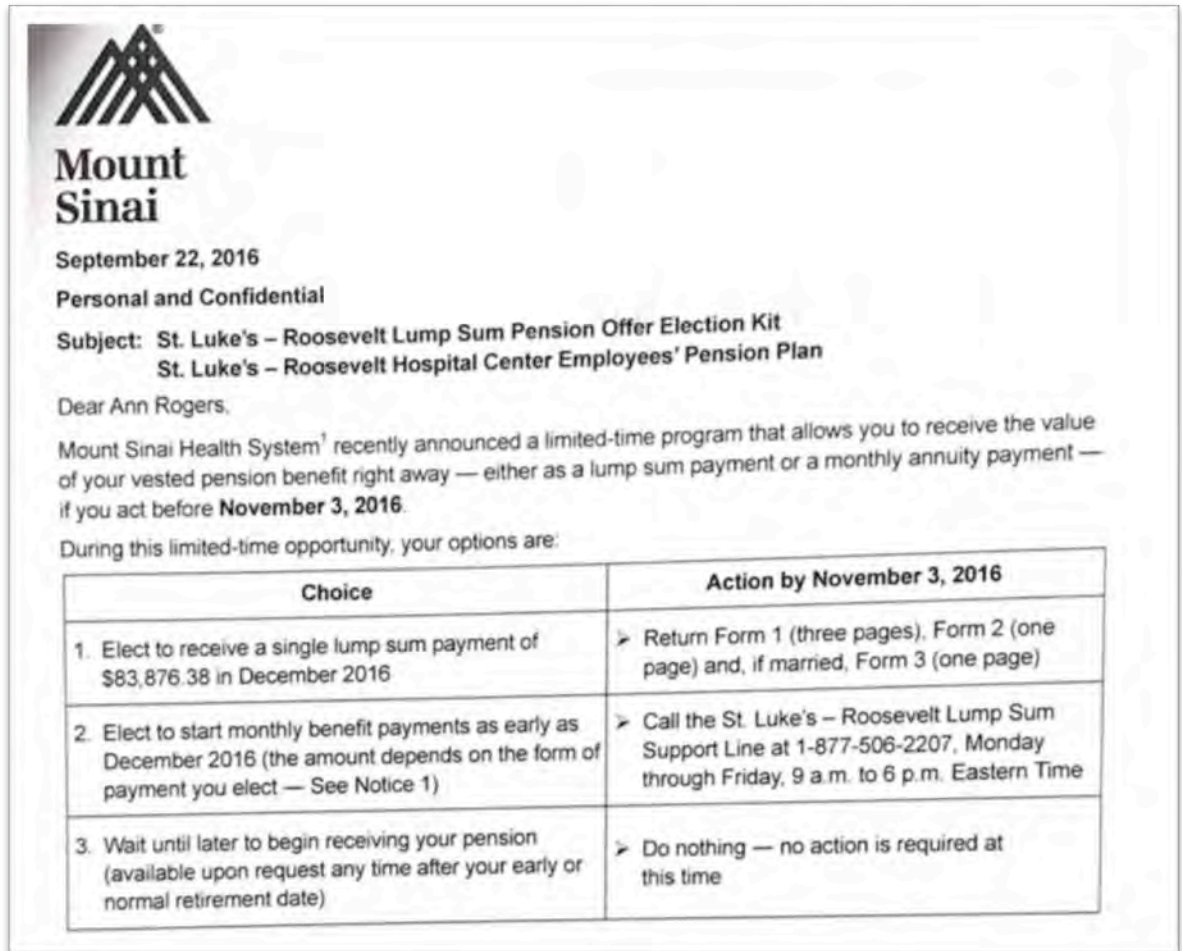 Mount
Sinai
September 22, 2016
Personal and Confidential
Subject: St. Luke's – Roosevelt Lump Sum Pension Offer Election Kit
St. Luke's – Roosevelt Hospital Center Employees' Pension Plan
Dear Ann Rogers,
Mount Sinai Health System¹ recently announced a limited-time program that allows you to receive the value
of your vested pension benefit right away — either as a lump sum payment or a monthly annuity payment —
if you act before November 3, 2016.
During this limited-time opportunity, your options are:
Choice
Action by November 3, 2016
1. Elect to receive a single lump sum payment of
$83,876.38 in December 2016
➢ Return Form 1 (three pages), Form 2 (one
page) and, if married, Form 3 (one page)
2. Elect to start monthly benefit payments as early as
December 2016 (the amount depends on the form of
payment you elect — See Notice 1)
➢ Call the St. Luke's – Roosevelt Lump Sum
Support Line at 1-877-506-2207, Monday
through Friday, 9 a.m. to 6 p.m. Eastern Time
3. Wait until later to begin receiving your pension
(available upon request any time after your early or
normal retirement date)
➢ Do nothing — no action is required at
this time